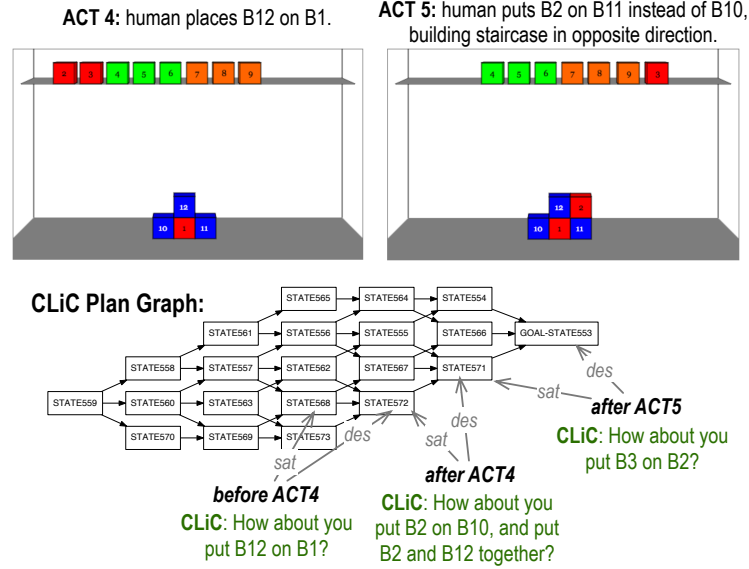 ACT 4: human places B12 on B1.
ACT 5: human puts B2 on B11 instead of B10,
building staircase in opposite direction.
2 3 4 5 6 7 8 9
12
10 1 11
4 5 6 7 8 9 3
12 2
10 1 11
CLiC Plan Graph:
STATE565 STATE564 STATE554
STATE561 STATE556 STATE555 STATE566 GOAL-STATE553
STATE558 STATE557 STATE562 STATE567 STATE571
STATE559 STATE560 STATE563 STATE568 STATE572
STATE570 STATE569 STATE573
sat des
before ACT4
CLiC: How about you
put B12 on B1?
sat des
after ACT4
CLiC: How about you
put B2 on B10, and put
B2 and B12 together?
sat des
after ACT5
CLiC: How about you
put B3 on B2?